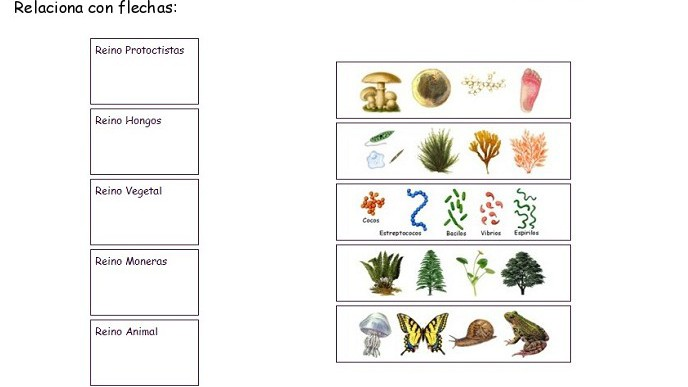 Relaciona con flechas:
Reino Protoctistas
Reino Hongos
Reino Vegetal
Reino Moneras
Reino Animal
Cocos
Estreptococos
Bacilos
Vibrios
Espirilos